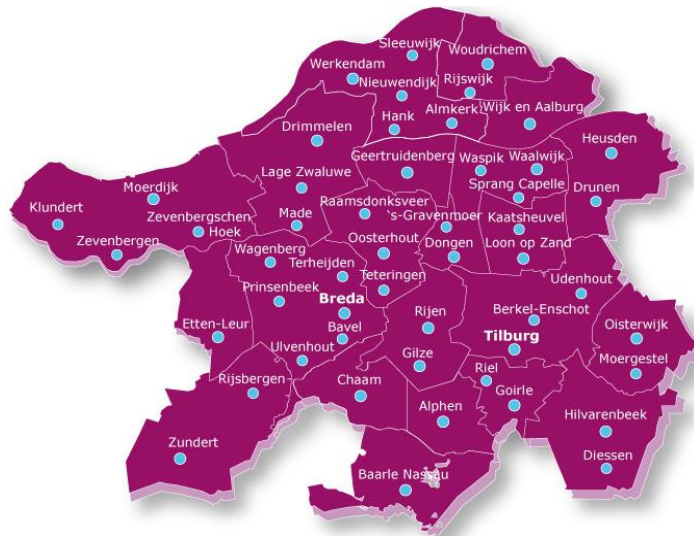 Sleeuwijk
Woudrichem
Werkendam
Nieuwendijk
Rijswijk
Hank
Almkerk
Wijk en Aalburg
Drimmelen
Heusden
Geertruidenberg
Waspik
Waalwijk
Lage Zwaluwe
Sprang Capelle
Moerdijk
Drunen
Klundert
Raamsdonksveer
Zevenbergschen
Hoek
Made
's-Gravenmoer
Kaatsheuvel
Zevenbergen
Oosterhout
Dongen
Loon op Zand
Wagenberg
Terheijden
Teteringen
Udenhout
Prinsenbeek
Breda
Rijen
Berkel-Enschot
Etten-Leur
Bavel
Tilburg
Oisterwijk
Ulvenhout
Gilze
Moergestel
Rijsbergen
Chaam
Riel
Goirle
Alphen
Hilvarenbeek
Zundert
Diessen
Baarle Nassau